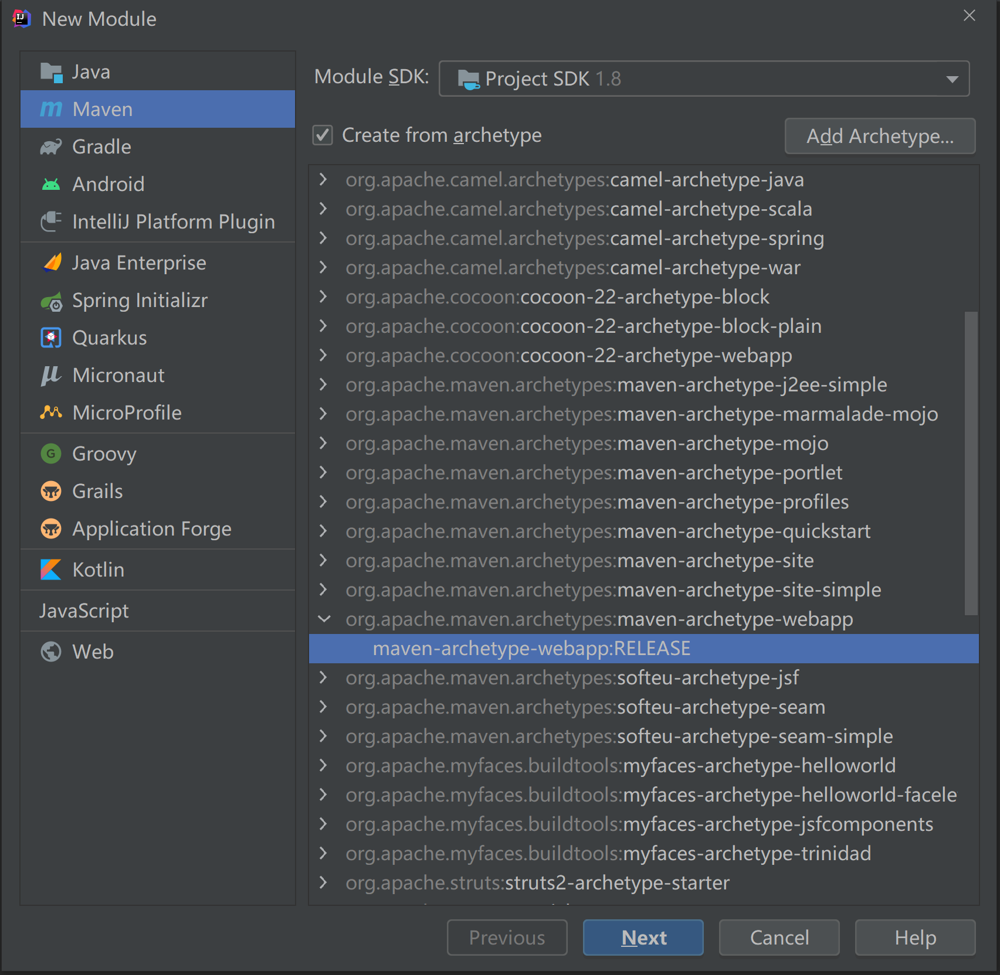 New Module
Java
Maven
Gradle
Android
IntelliJ Platform Plugin
Java Enterprise
Spring Initializr
Quarkus
Micronaut
MicroProfile
Groovy
Grails
Application Forge
Kotlin
JavaScript
Web
Module SDK: Project SDK 1.8
Create from archetype
Add Archetype...
org.apache.camel.archetypes:camel-archetype-java
org.apache.camel.archetypes:camel-archetype-scala
org.apache.camel.archetypes:camel-archetype-spring
org.apache.camel.archetypes:camel-archetype-war
org.apache.cocoon:cocoon-22-archetype-block
org.apache.cocoon:cocoon-22-archetype-block-plain
org.apache.cocoon:cocoon-22-archetype-webapp
org.apache.maven.archetypes:maven-archetype-j2ee-simple
org.apache.maven.archetypes:maven-archetype-marmalade-mojo
org.apache.maven.archetypes:maven-archetype-mojo
org.apache.maven.archetypes:maven-archetype-portlet
org.apache.maven.archetypes:maven-archetype-profiles
org.apache.maven.archetypes:maven-archetype-quickstart
org.apache.maven.archetypes:maven-archetype-site
org.apache.maven.archetypes:maven-archetype-site-simple
org.apache.maven.archetypes:maven-archetype-webapp
maven-archetype-webapp:RELEASE
org.apache.maven.archetypes:softeu-archetype-jsf
org.apache.maven.archetypes:softeu-archetype-seam
org.apache.maven.archetypes:softeu-archetype-seam-simple
org.apache.myfaces.buildtools:myfaces-archetype-helloworld
org.apache.myfaces.buildtools:myfaces-archetype-helloworld-facele
org.apache.myfaces.buildtools:myfaces-archetype-jsfcomponents
org.apache.myfaces.buildtools:myfaces-archetype-trinidad
org.apache.struts:struts2-archetype-starter
Previous
Next
Cancel
Help